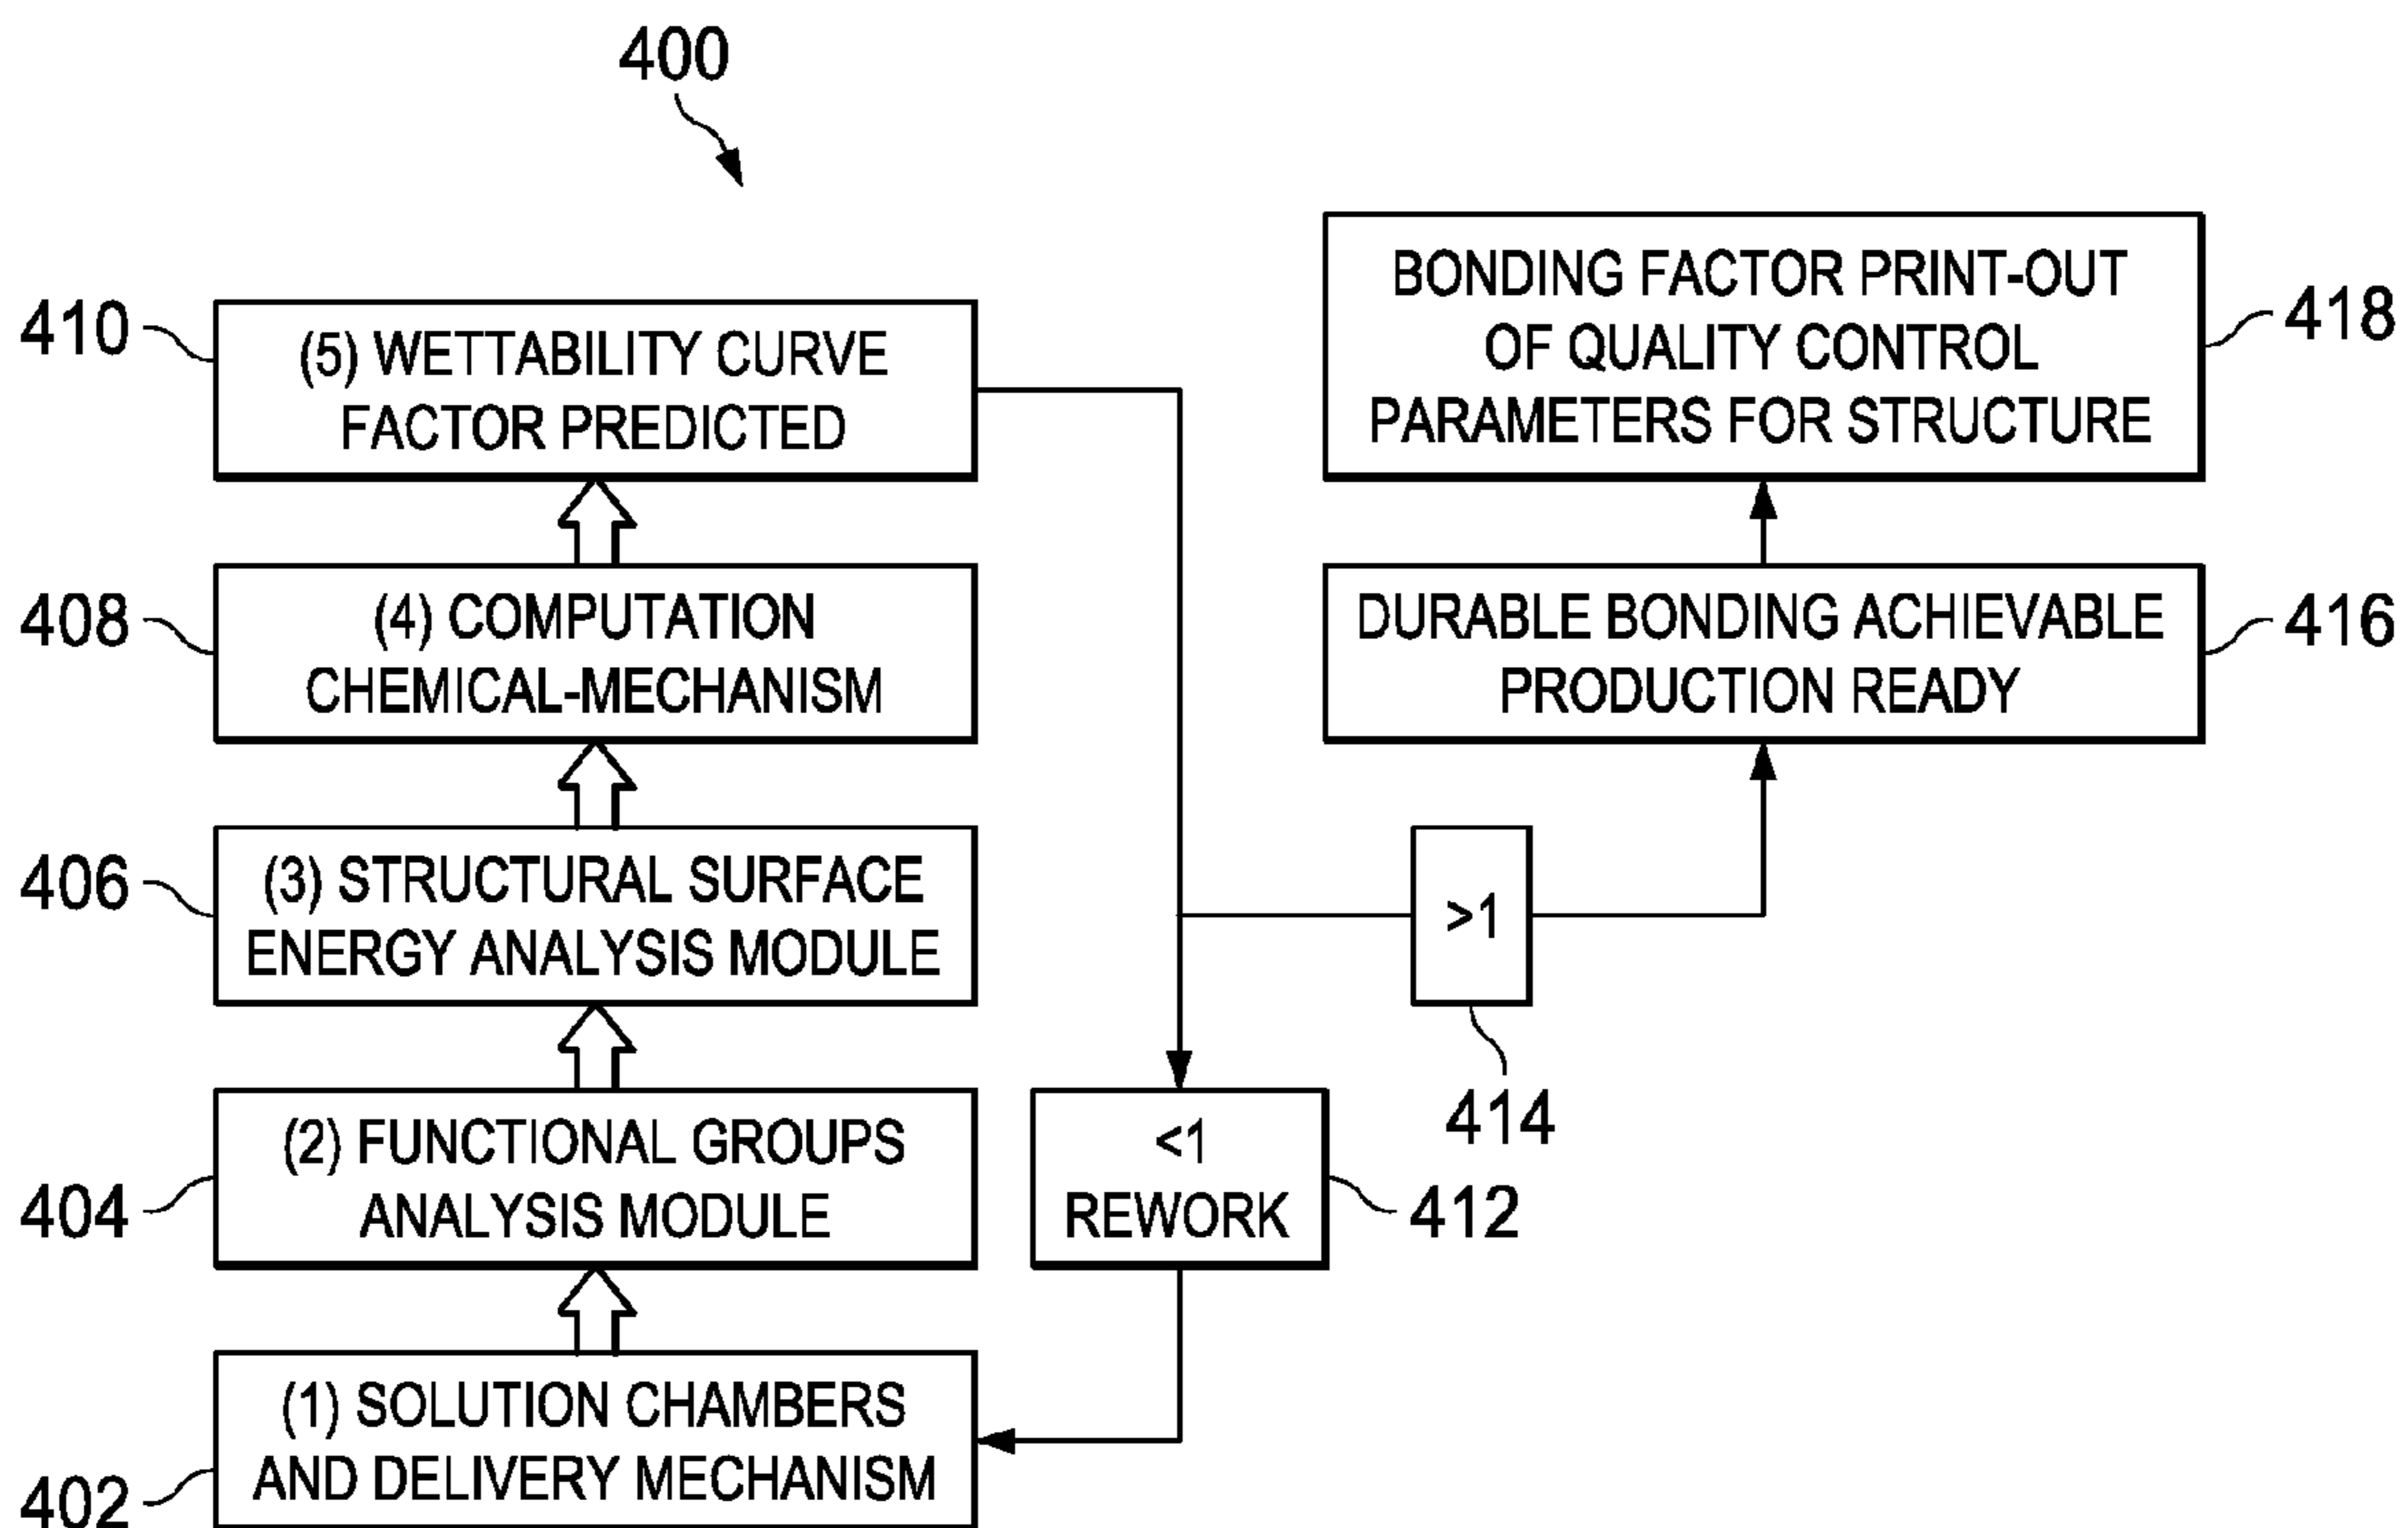 400
410
(5) WETTABILITY CURVE
FACTOR PREDICTED
408
(4) COMPUTATION
CHEMICAL-MECHANISM
406
(3) STRUCTURAL SURFACE
ENERGY ANALYSIS MODULE
404
(2) FUNCTIONAL GROUPS
ANALYSIS MODULE
402
(1) SOLUTION CHAMBERS
AND DELIVERY MECHANISM
<1
REWORK
412
>1
414
BONDING FACTOR PRINT-OUT
OF QUALITY CONTROL
PARAMETERS FOR STRUCTURE
418
DURABLE BONDING ACHIEVABLE
PRODUCTION READY
416